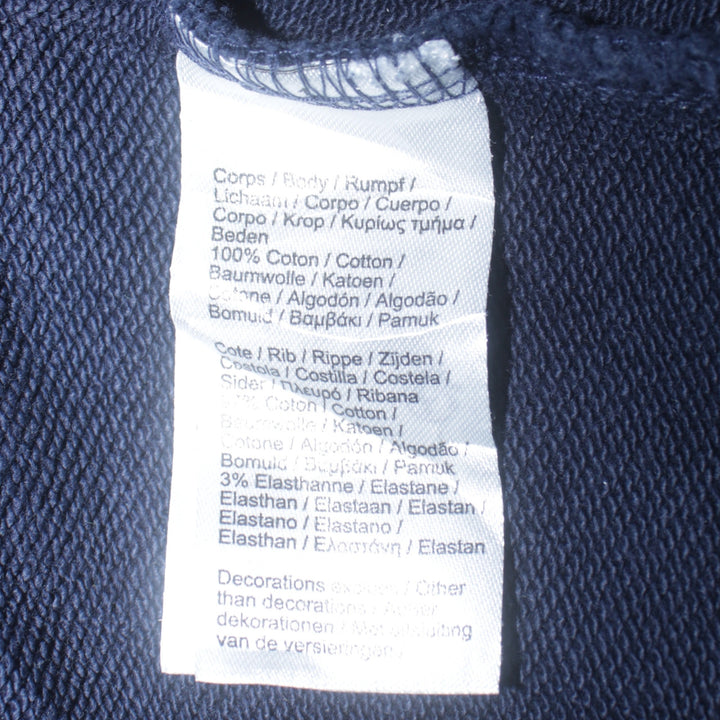 Corps / Body / Rumpf /
Lichaam / Corpo / Cuerpo /
Corpo / Krop / Κυρίως τμήμα /
Beden
100% Coton / Cotton /
Baumwolle / Katoen /
Cotone / Algodón / Algodão /
Bomuld / Βαμβάκι / Pamuk
Cote / Rib / Rippe / Zijden /
Costola / Costilla / Costela /
Sider / Πλευρό / Ribana
Coton / Cotton /
Baumwolle / Katoen /
Cotone / Algodón / Algodão /
Bomuld / Βαμβάκι / Pamuk
3% Elasthanne / Elastane /
Elasthan / Elastaan / Elastan /
Elastano / Elastano /
Elasthan / Ελαστάνη / Elastan
Decorations / Other
than decorations / Ausser
dekorationen / Met uitsluiting
van de versieringen /